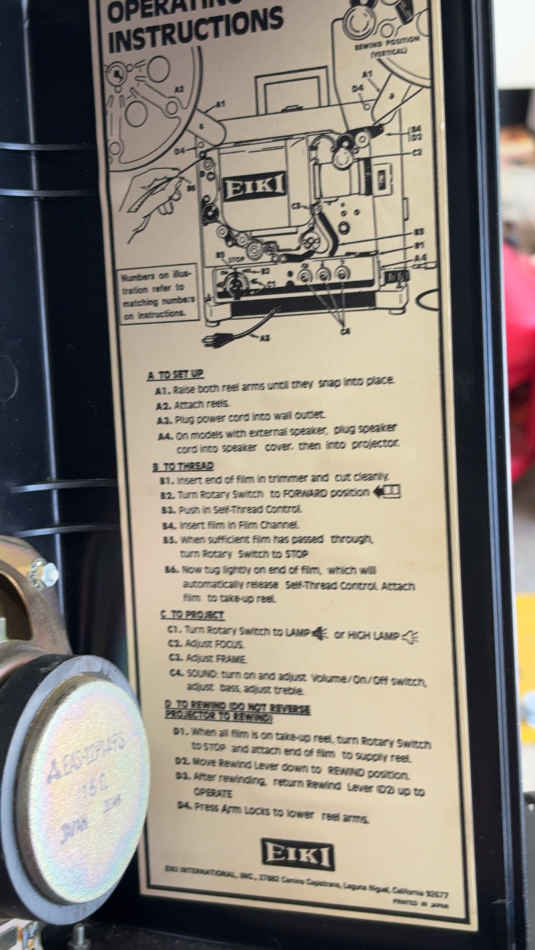 OPERATING
INSTRUCTIONS
REWIND POSITION
(VERTICAL)
A2
A1
A1
D4
D4
B4
D2
C2
B6
EIKI
C3
B3
B1
A4
B5
STOP
B2
C1
Numbers on illus-
tration refer to
matching numbers
on instructions.
A3
C4
A TO SET UP
A1. Raise both reel arms until they snap into place.
A2. Attach reels.
A3. Plug power cord into wall outlet.
A4. On models with external speaker, plug speaker
cord into speaker cover, then into projector.
B TO THREAD
B1. Insert end of film in trimmer and cut cleanly.
B2. Turn Rotary Switch to FORWARD position
B3. Push in Self-Thread Control.
B4. Insert film in Film Channel.
B5. When sufficient film has passed through,
turn Rotary Switch to STOP
B6. Now tug lightly on end of film, which will
automatically release Self-Thread Control. Attach
film to take-up reel.
C TO PROJECT
C1. Turn Rotary Switch to LAMP or HIGH LAMP
C2. Adjust FOCUS.
C3. Adjust FRAME.
C4. SOUND: turn on and adjust Volume/On/Off switch,
adjust bass, adjust treble.
D TO REWIND (DO NOT REVERSE
PROJECTOR TO REWIND)
D1. When all film is on take-up reel, turn Rotary Switch
to STOP and attach end of film to supply reel.
D2. Move Rewind Lever down to REWIND position.
D3. After rewinding, return Rewind Lever (D2) up to
OPERATE
D4. Press Arm Locks to lower reel arms.
EIKI
EIKI INTERNATIONAL, INC., 27882 Camino Capistrano, Laguna Niguel, California 92677
PRINTED IN JAPAN
JAPAN